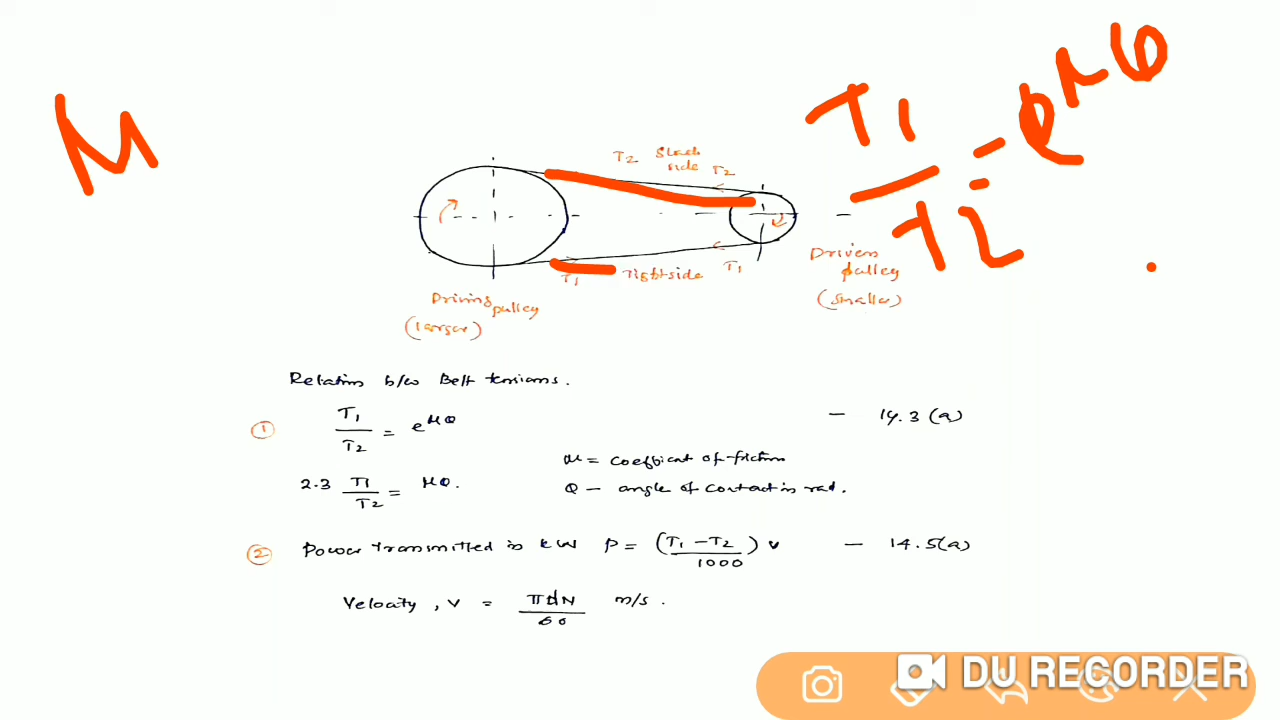 M
T1
T2 = e^μθ
T2 Slack side T2
T1 Tightside T1
Driving pulley
(larger)
Driven pulley
(smaller)
Relation b/w Belt tensions.
① T1/T2 = e^μθ — 14.3(a)
μ = coefficient of friction
2.3 T1/T2 = μθ.
θ — angle of contact in rad.
② Power transmitted in kW P = (T1 - T2) v / 1000 — 14.5(a)
Velocity, v = πdN/60 m/s.
DU RECORDER